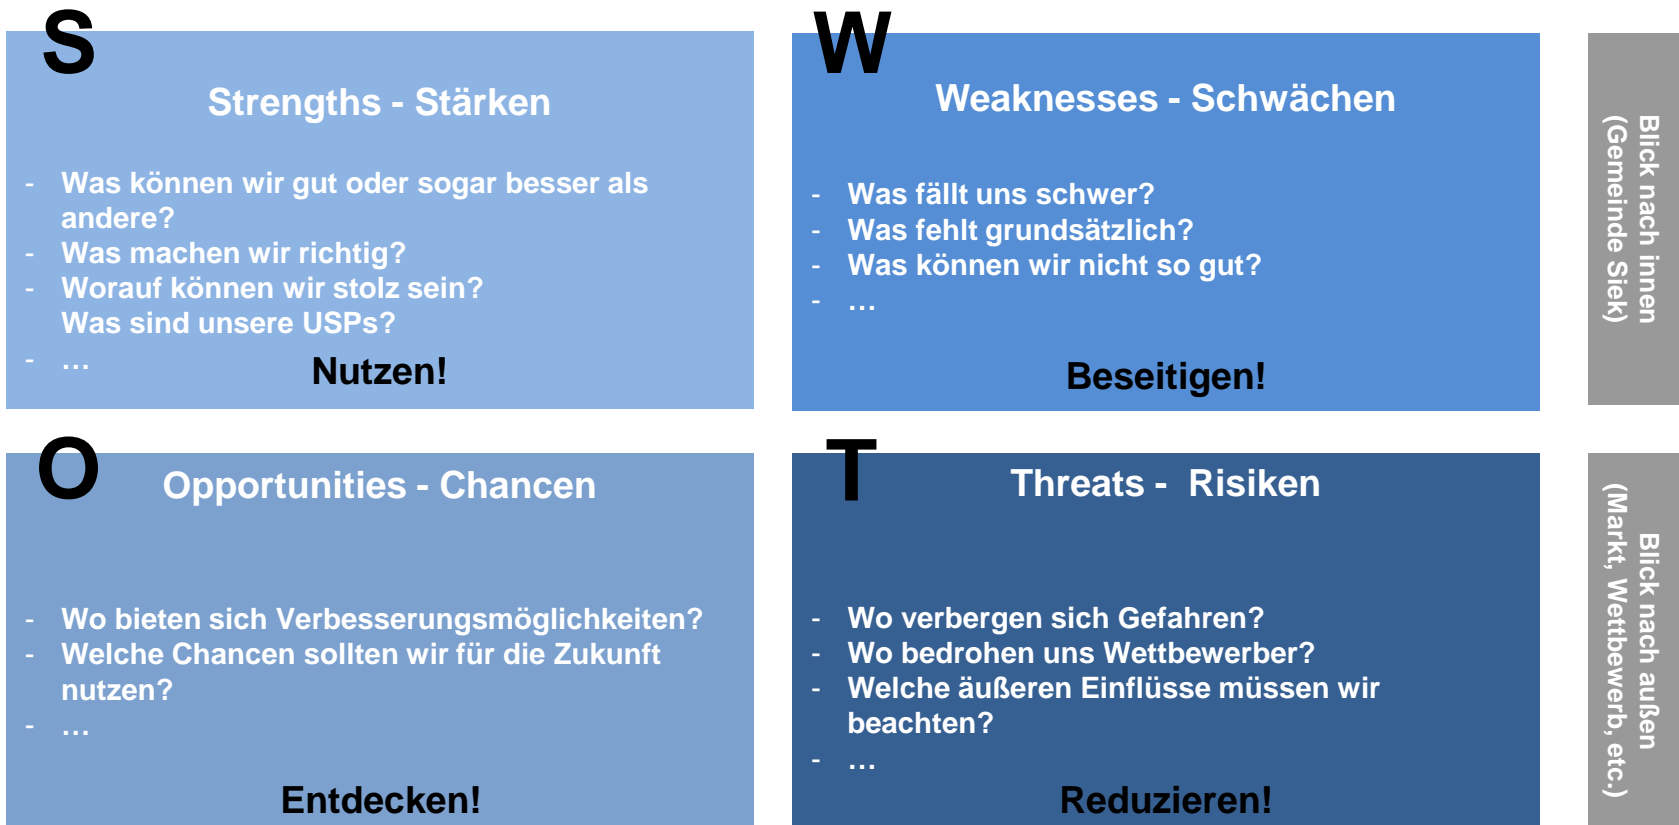 S
Strengths - Stärken
- Was können wir gut oder sogar besser als
andere?
- Was machen wir richtig?
- Worauf können wir stolz sein?
Was sind unsere USPs?
- …
Nutzen!
W
Weaknesses - Schwächen
- Was fällt uns schwer?
- Was fehlt grundsätzlich?
- Was können wir nicht so gut?
- …
Beseitigen!
Blick nach innen
(Gemeinde Siek)
O
Opportunities - Chancen
- Wo bieten sich Verbesserungsmöglichkeiten?
- Welche Chancen sollten wir für die Zukunft
nutzen?
- …
Entdecken!
T
Threats - Risiken
- Wo verbergen sich Gefahren?
- Wo bedrohen uns Wettbewerber?
- Welche äußeren Einflüsse müssen wir
beachten?
- …
Reduzieren!
Blick nach außen
(Markt, Wettbewerb, etc.)